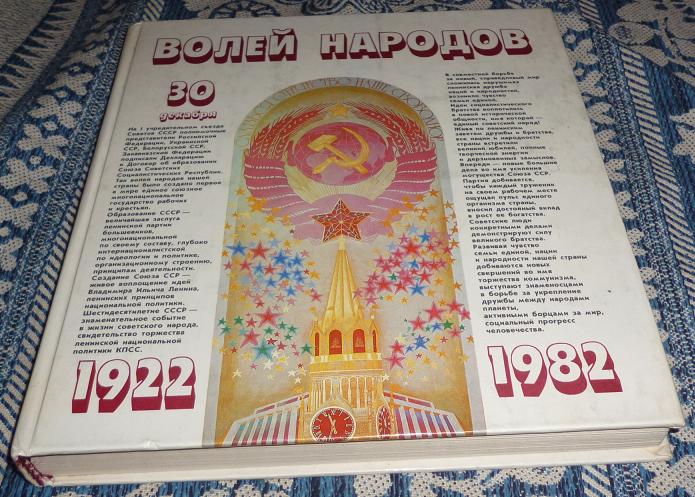 ВОЛЕЙ НАРОДОВ
30
декабря
На I учредительном съезде
Советов СССР полномочные
представители Российской
Федерации, Украинской
ССР, Белорусской ССР,
Закавказской Федерации
подписали Декларацию
и Договор об образовании
Союза Советских
Социалистических Республик.
Так волей народов нашей
страны было создано первое
в мире единое союзное
многонациональное
государство рабочих
и крестьян.
Образование СССР —
величайшая заслуга
ленинской партии
большевиков,
многонациональной
по своему составу, глубоко
интернационалистской
по идеологии и политике,
организационному строению,
принципам деятельности.
Создание Союза ССР —
живое воплощение идей
Владимира Ильича Ленина,
ленинских принципов
национальной политики.
Шестидесятилетие СССР —
знаменательное событие
в жизни советского народа,
свидетельство торжества
ленинской национальной
политики КПСС.
1922
В совместной борьбе
за новый, справедливый мир
сложилась нерушимая
ленинская дружба
наций и народностей,
возникло чувство
семьи единой.
Идеи социалистического
братства воплотились
в новой исторической
общности, имя которой —
единый советский народ!
Живя по ленинским
заветам дружбы и братства,
все нации и народности
страны встретили
великий юбилей, полные
творческой энергии
и дерзновенных замыслов.
Впереди — новые большие
дела во имя усиления
могущества Союза ССР.
Партия добивается,
чтобы каждый труженик
на своем рабочем месте
ощущал пульс единого
организма страны,
вносил достойный вклад
в рост ее богатства.
Советские люди
конкретными делами
демонстрируют силу
великого братства.
Развивая чувство
семьи единой, нации
и народности нашей страны
добиваются новых
свершений во имя
торжества коммунизма,
выступают знаменосцами
в борьбе за укрепление
дружбы между народами
планеты,
активными борцами за мир,
социальный прогресс
человечества.
1982